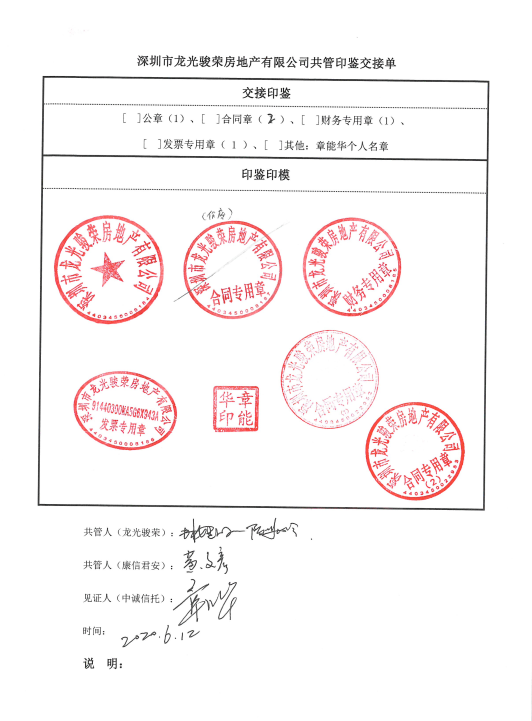 深圳市龙光骏荣房地产有限公司共管印鉴交接单
交接印鉴
[ ]公章（1）、[ ]合同章（2）、[ ]财务专用章（1）、
[ ]发票专用章（1）、[ ]其他：章能华个人名章
印鉴印模
（作废）
深圳市龙光骏荣房地产有限公司
深圳市龙光骏荣房地产有限公司
合同专用章
深圳市龙光骏荣房地产有限公司
财务专用章
深圳市龙光骏荣房地产有限公司
发票专用章
章能华印
深圳市龙光骏荣房地产有限公司
合同专用章
深圳市龙光骏荣房地产有限公司
合同专用章
(2)
共管人（龙光骏荣）：
共管人（康信君安）：
见证人（中诚信托）：
时间： 2020.6.12
说 明：